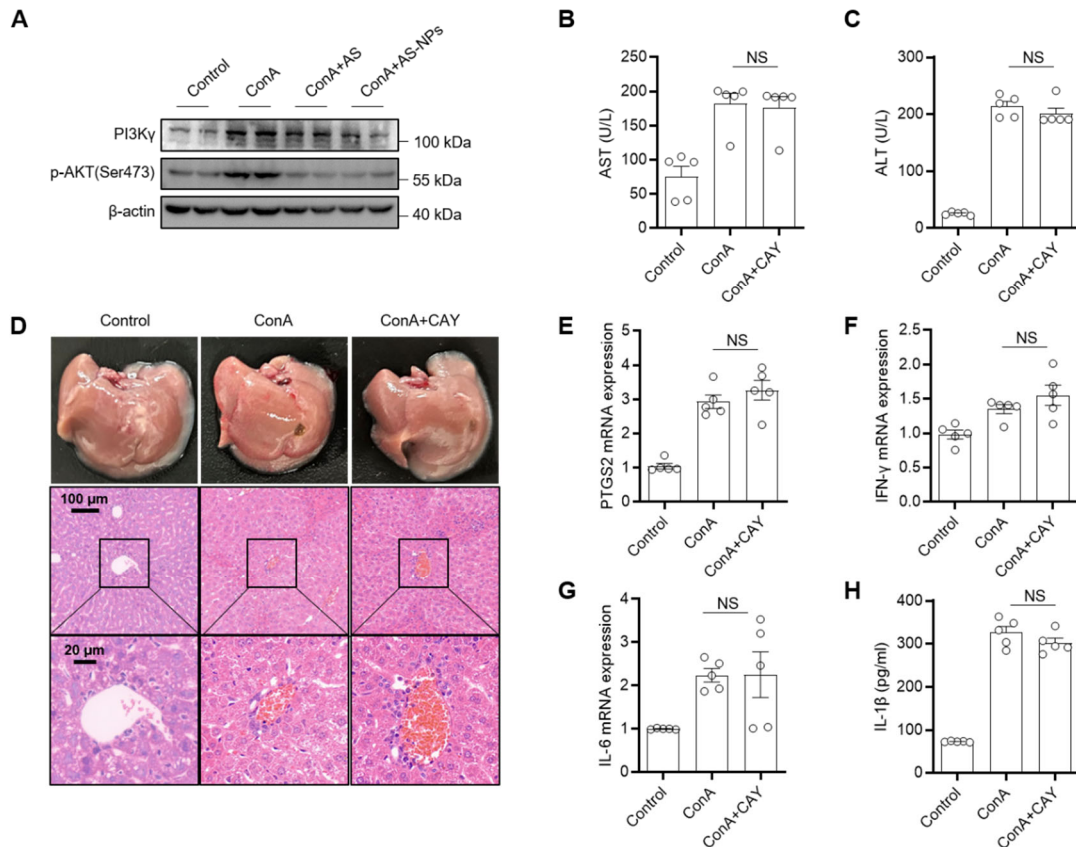 A
Control
ConA
ConA+AS
ConA+AS-NPs
PI3Kγ
100 kDa
p-AKT(Ser473)
55 kDa
β-actin
40 kDa
B
AST (U/L)
250
200
150
100
50
0
NS
Control
ConA
ConA+CAY
C
ALT (U/L)
300
200
100
0
NS
Control
ConA
ConA+CAY
D
Control
ConA
ConA+CAY
100 μm
20 μm
E
PTGS2 mRNA expression
5
4
3
2
1
0
NS
Control
ConA
ConA+CAY
F
IFN-γ mRNA expression
2.5
2.0
1.5
1.0
0.5
0.0
NS
Control
ConA
ConA+CAY
G
IL-6 mRNA expression
4
3
2
1
0
NS
Control
ConA
ConA+CAY
H
IL-1β (pg/ml)
400
300
200
100
0
NS
Control
ConA
ConA+CAY